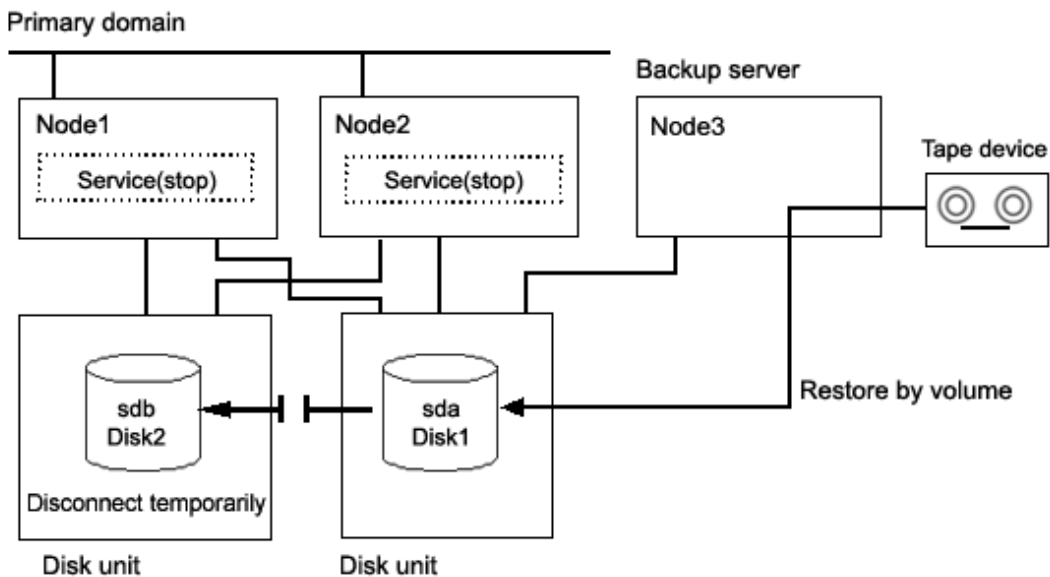 Primary domain
Backup server
Node1
Node2
Node3
Tape device
Service(stop)
Service(stop)
Restore by volume
sdb
Disk2
sda
Disk1
Disconnect temporarily
Disk unit
Disk unit